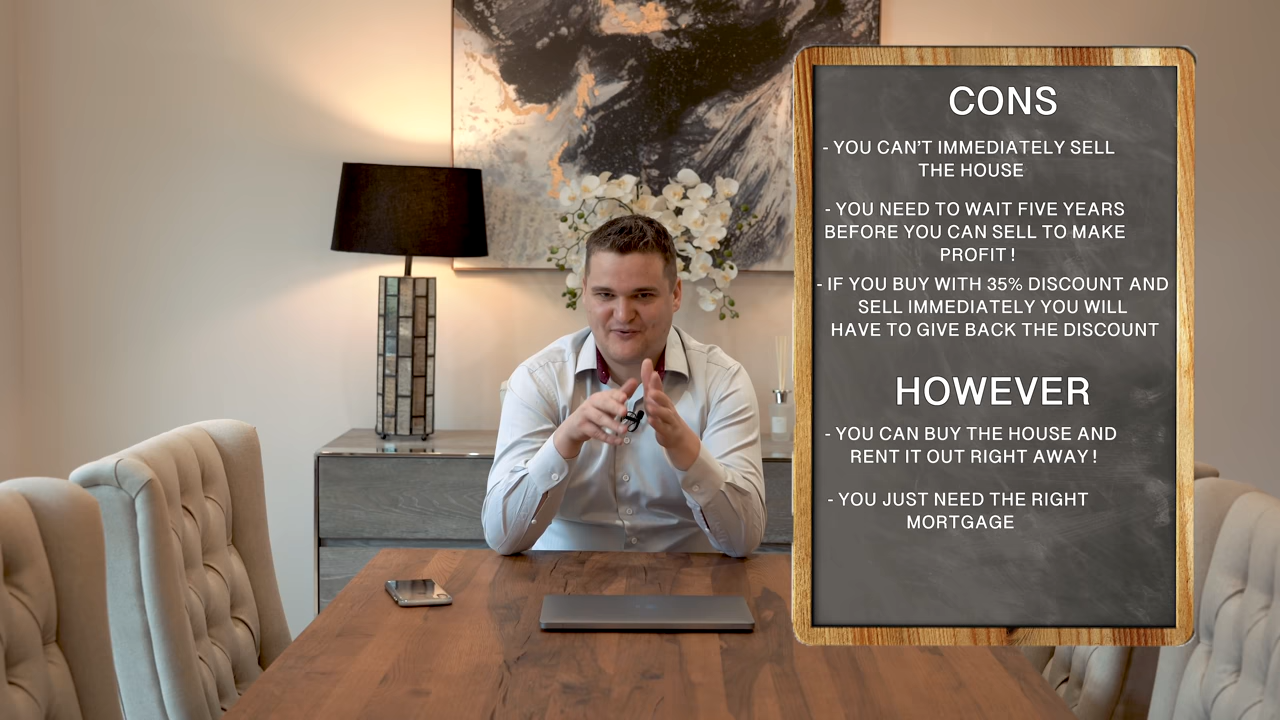 CONS
- YOU CAN'T IMMEDIATELY SELL
THE HOUSE
- YOU NEED TO WAIT FIVE YEARS
BEFORE YOU CAN SELL TO MAKE
PROFIT !
- IF YOU BUY WITH 35% DISCOUNT AND
SELL IMMEDIATELY YOU WILL
HAVE TO GIVE BACK THE DISCOUNT
HOWEVER
- YOU CAN BUY THE HOUSE AND
RENT IT OUT RIGHT AWAY !
- YOU JUST NEED THE RIGHT
MORTGAGE